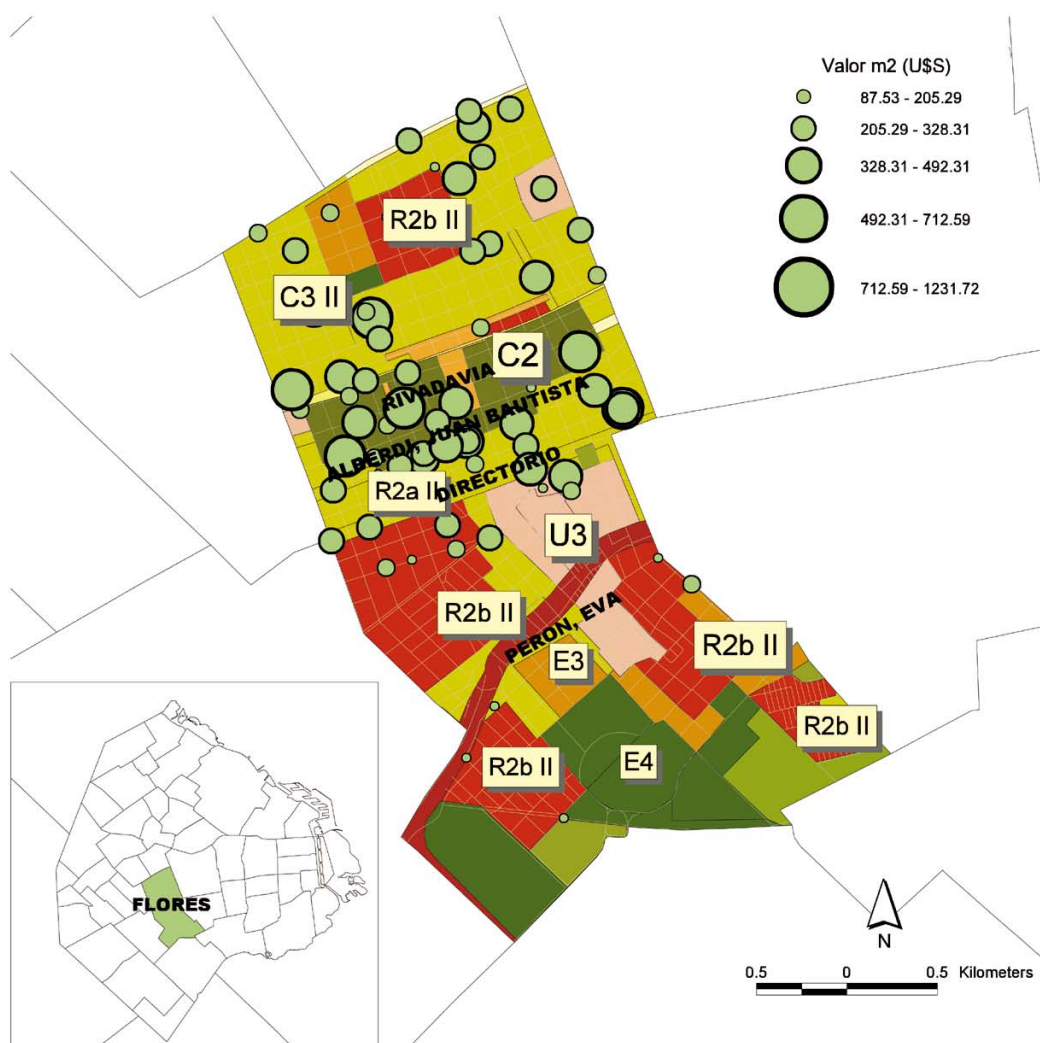 Valor m2 (U$S)
87.53 - 205.29
205.29 - 328.31
328.31 - 492.31
492.31 - 712.59
712.59 - 1231.72
R2b II
C3 II
C2
RIVADAVIA
ALBERDI, JUAN BAUTISTA
DIRECTORIO
R2a II
U3
R2b II
PERON, EVA
R2b II
E3
R2b II
R2b II
E4
FLORES
N
0.5 0 0.5 Kilometers